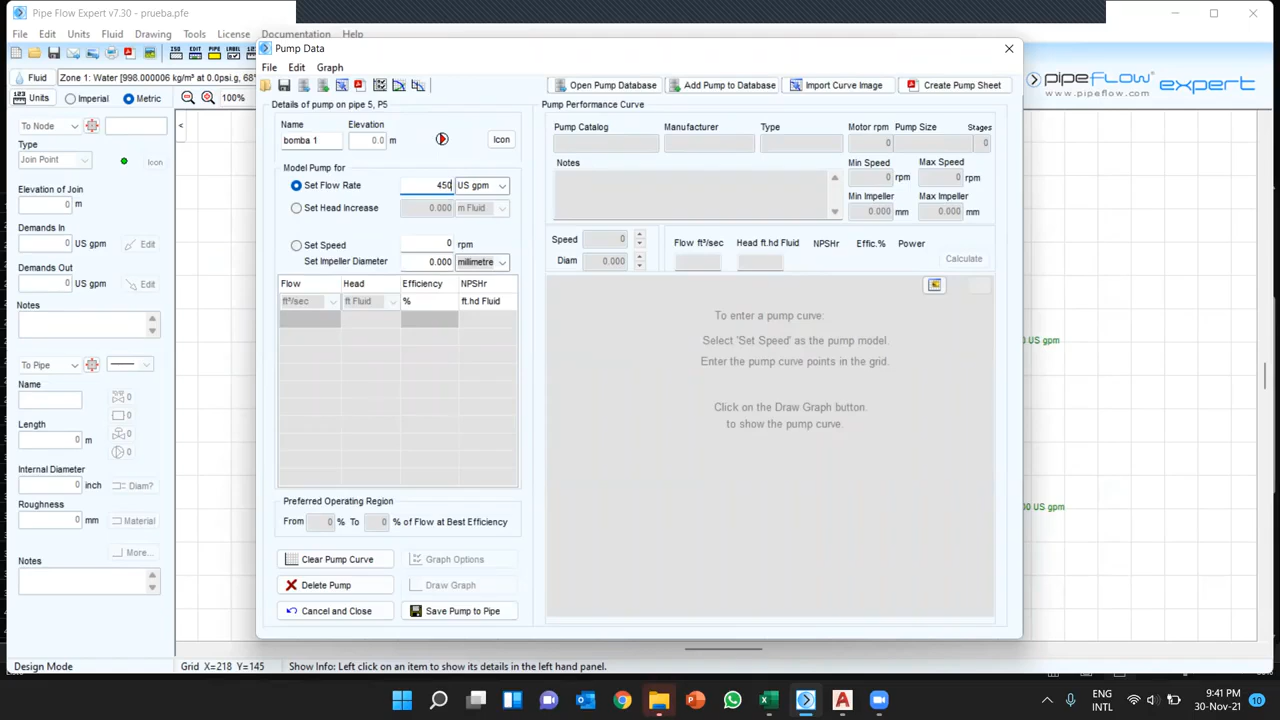 Pipe Flow Expert v7.30 - prueba.pfe
File Edit Units Fluid Drawing Tools License Documentation Help
Fluid Zone 1: Water [998.000006 kg/m³ at 0.0psi.g, 68°
Units Imperial Metric 100%
To Node
Type
Join Point Icon
Elevation of Join
0 m
Demands In
0 US gpm Edit
Demands Out
0 US gpm Edit
Notes
To Pipe
Name
0
0
Length
0 m
0
0
Internal Diameter
0 inch Diam?
Roughness
0 mm Material
More...
Notes
Design Mode Grid X=218 Y=145 Show Info: Left click on an item to show its details in the left hand panel.
Pump Data
File Edit Graph
Open Pump Database Add Pump to Database Import Curve Image Create Pump Sheet
Details of pump on pipe 5, P5
Name Elevation
bomba 1 0.0 m Icon
Model Pump for
Set Flow Rate 450 US gpm
Set Head Increase 0.000 m Fluid
Set Speed 0 rpm
Set Impeller Diameter 0.000 millimetre
Flow Head Efficiency NPSHr
ft³/sec ft Fluid % ft.hd Fluid
Preferred Operating Region
From 0 % To 0 % of Flow at Best Efficiency
Clear Pump Curve Graph Options
Delete Pump Draw Graph
Cancel and Close Save Pump to Pipe
Pump Performance Curve
Pump Catalog Manufacturer Type Motor rpm Pump Size Stages
0 0
Notes Min Speed Max Speed
0 rpm 0 rpm
Min Impeller Max Impeller
0.000 mm 0.000 mm
Speed 0 Flow ft³/sec Head ft.hd Fluid NPSHr Effic.% Power
Diam 0.000 Calculate
To enter a pump curve:
Select 'Set Speed' as the pump model.
Enter the pump curve points in the grid.
Click on the Draw Graph button.
to show the pump curve.
pipeFLOW expert
www.pipeflow.com
0 US gpm
00 US gpm
ENG
INTL
9:41 PM
30-Nov-21
10